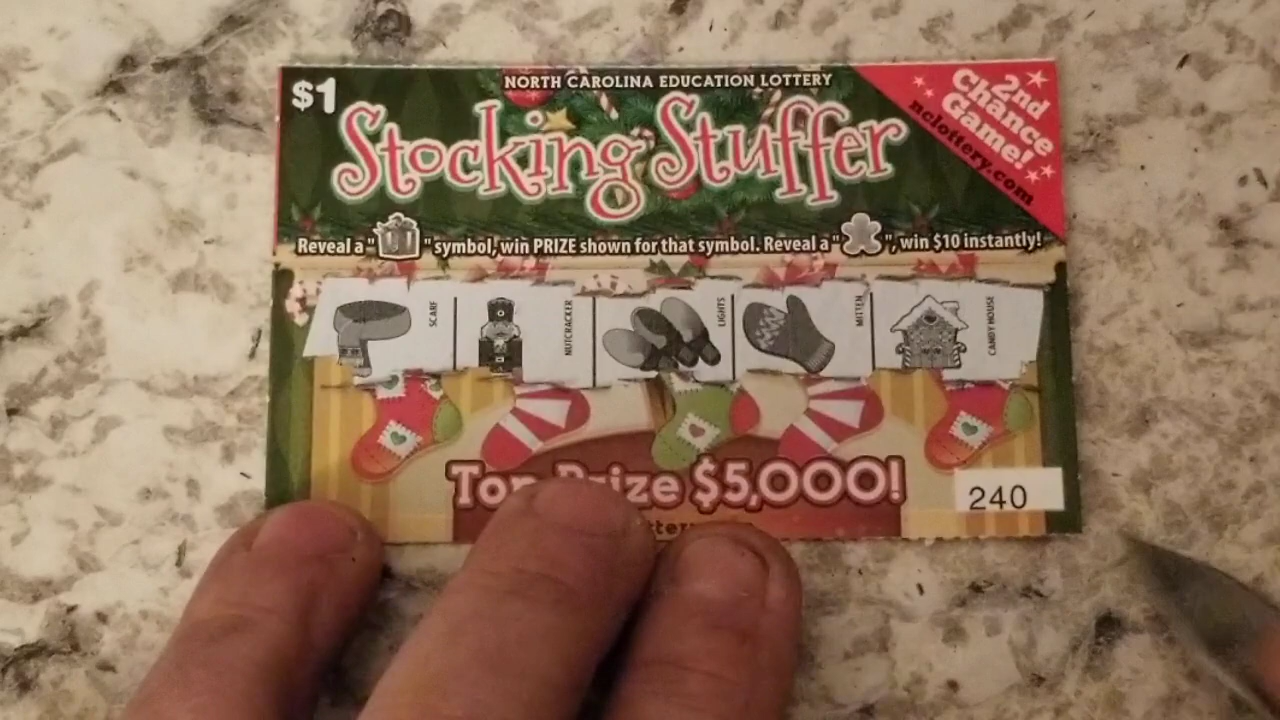 $1
NORTH CAROLINA EDUCATION LOTTERY
Stocking Stuffer
2nd
Chance
Game!
nclottery.com
Reveal a " " symbol, win PRIZE shown for that symbol. Reveal a " ", win $10 instantly!
SCARF
NUTCRACKER
LIGHTS
MITTEN
CANDY HOUSE
Top Prize $5,000!
240